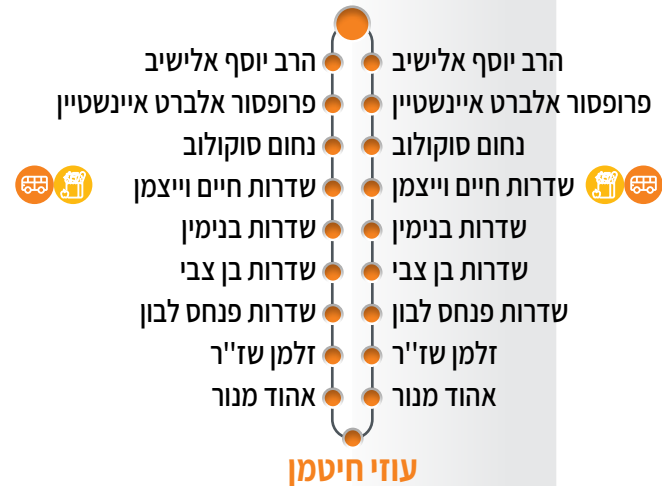 הרב יוסף אלישיב
הרב יוסף אלישיב
פרופסור אלברט איינשטיין
פרופסור אלברט איינשטיין
נחום סוקולוב
נחום סוקולוב
שדרות חיים וייצמן
שדרות חיים וייצמן
שדרות בנימין
שדרות בנימין
שדרות בן צבי
שדרות בן צבי
שדרות פנחס לבון
שדרות פנחס לבון
זלמן שז''ר
זלמן שז''ר
אהוד מנור
אהוד מנור
עוזי חיטמן